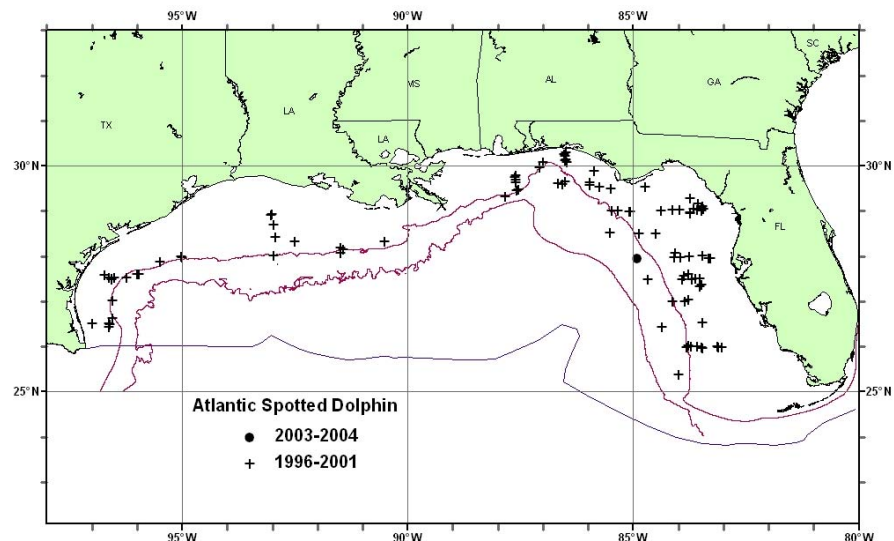 95°W 90°W 85°W 80°W
SC
TX LA MS AL GA
LA
30°N 30°N
FL
25°N 25°N
Atlantic Spotted Dolphin
2003-2004
1996-2001
95°W 90°W 85°W 80°W